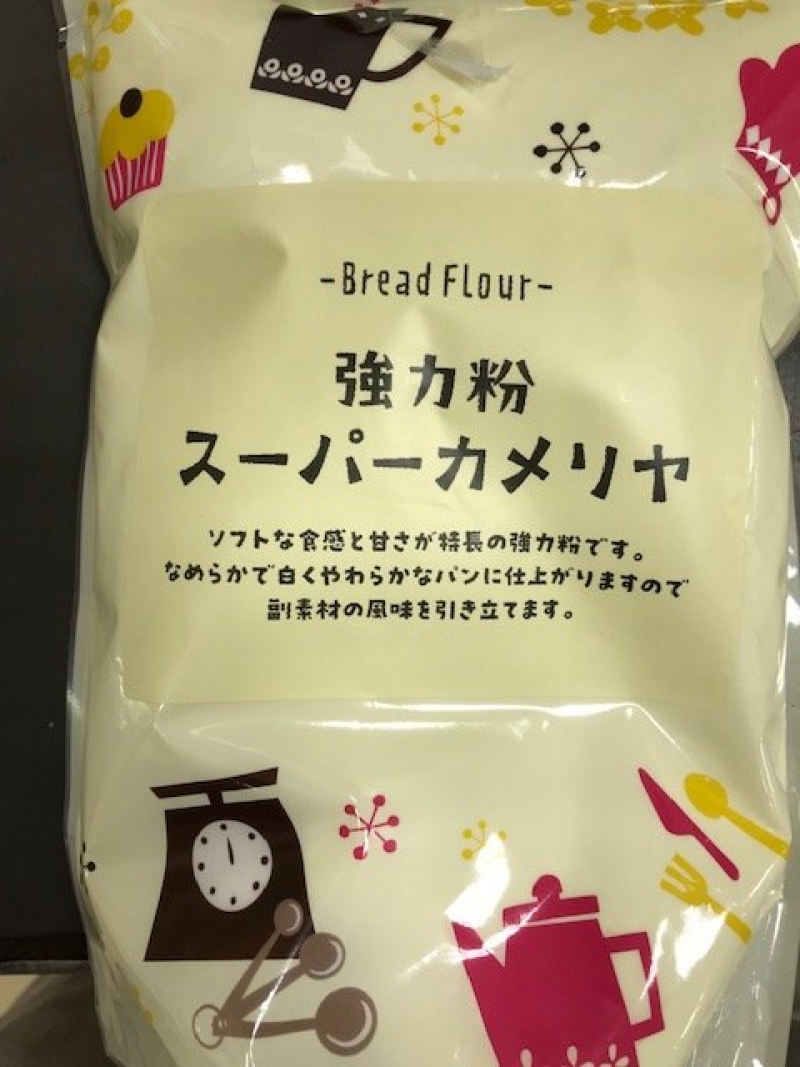 -Bread Flour-
強力粉
スーパーカメリヤ
ソフトな食感と甘さが特長の強力粉です。
なめらかで白くやわらかなパンに仕上がりますので
副素材の風味を引き立てます。